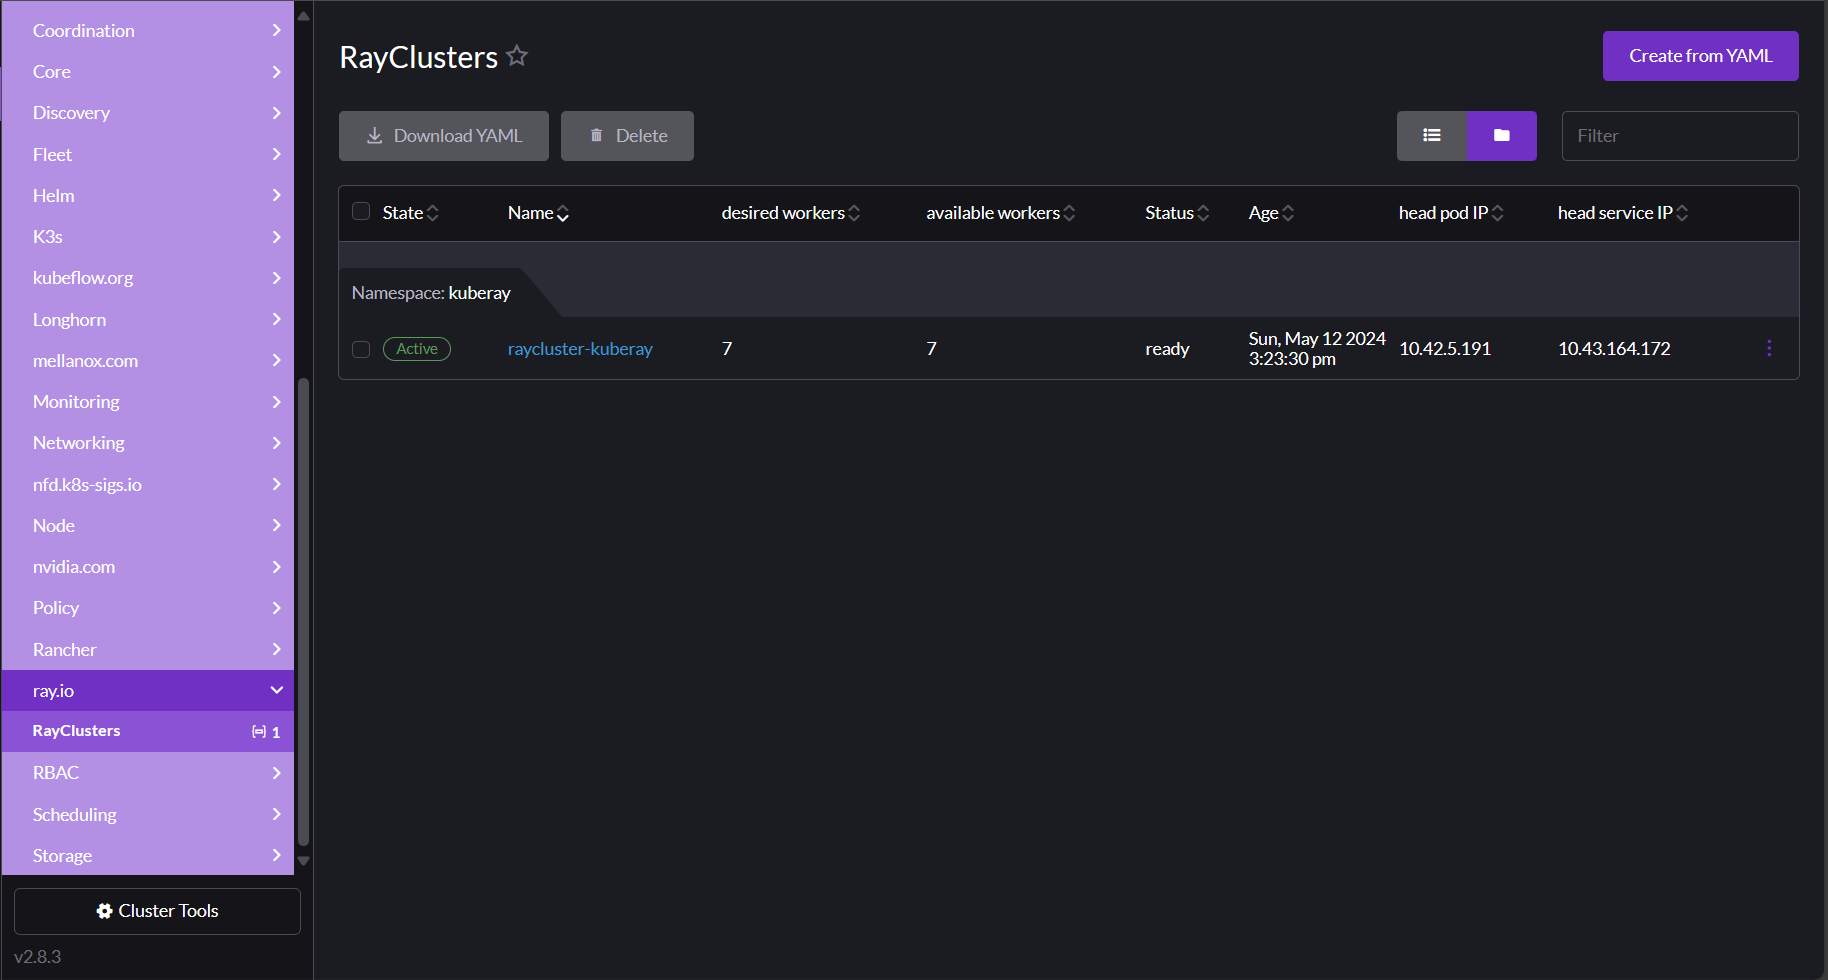 Coordination
Core
Discovery
Fleet
Helm
K3s
kubeflow.org
Longhorn
mellanox.com
Monitoring
Networking
nfd.k8s-sigs.io
Node
nvidia.com
Policy
Rancher
ray.io
RayClusters 1
RBAC
Scheduling
Storage
Cluster Tools
v2.8.3
RayClusters
Create from YAML
Download YAML Delete Filter
State Name desired workers available workers Status Age head pod IP head service IP
Namespace: kuberay
Active raycluster-kuberay 7 7 ready Sun, May 12 2024 10.42.5.191 10.43.164.172
3:23:30 pm